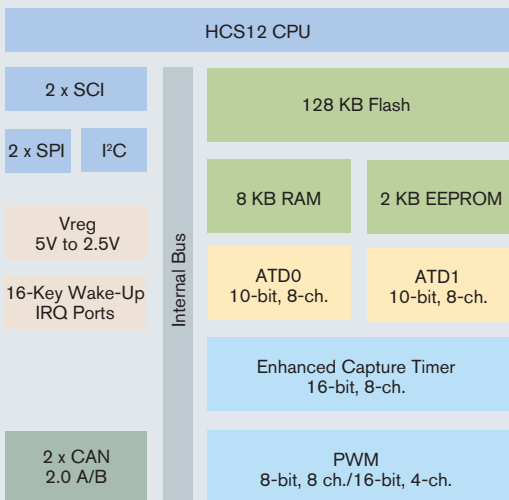 HCS12 CPU
2 x SCI
2 x SPI
I²C
Vreg
5V to 2.5V
16-Key Wake-Up
IRQ Ports
2 x CAN
2.0 A/B
Internal Bus
128 KB Flash
8 KB RAM
2 KB EEPROM
ATD0
10-bit, 8-ch.
ATD1
10-bit, 8-ch.
Enhanced Capture Timer
16-bit, 8-ch.
PWM
8-bit, 8 ch./16-bit, 4-ch.